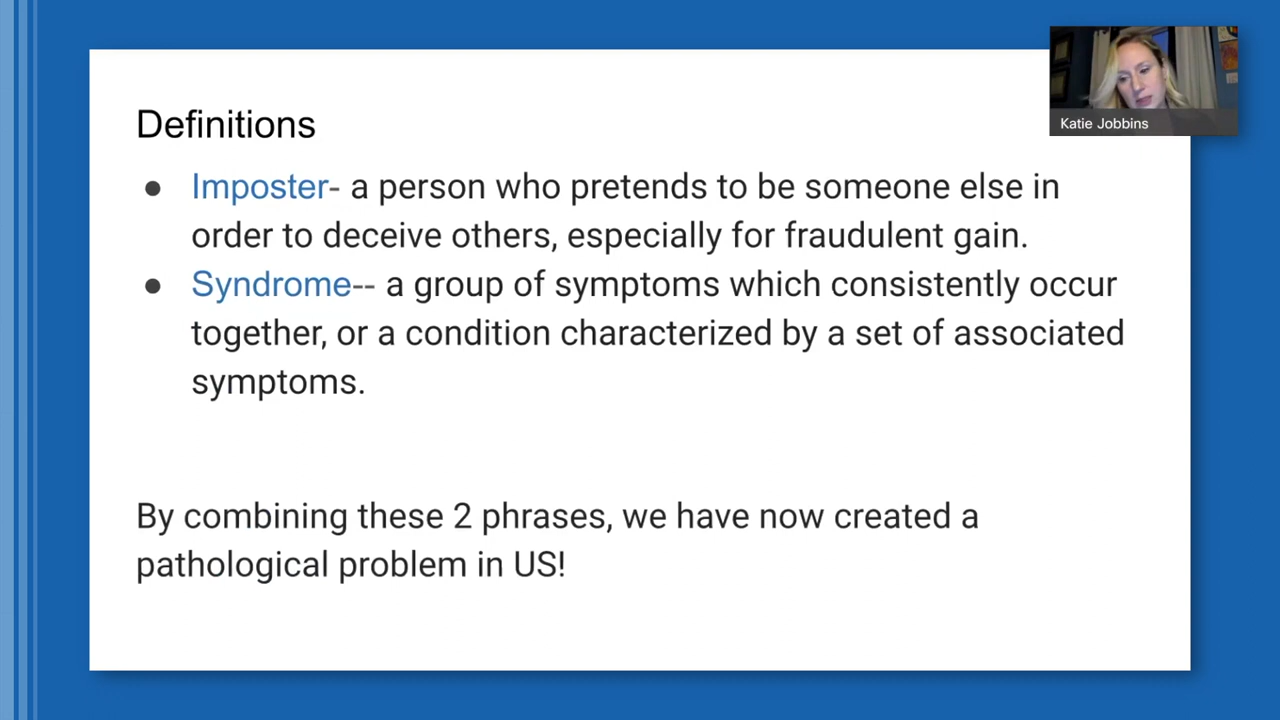 Katie Jobbins
Definitions
● Imposter- a person who pretends to be someone else in
order to deceive others, especially for fraudulent gain.
● Syndrome-- a group of symptoms which consistently occur
together, or a condition characterized by a set of associated
symptoms.
By combining these 2 phrases, we have now created a
pathological problem in US!